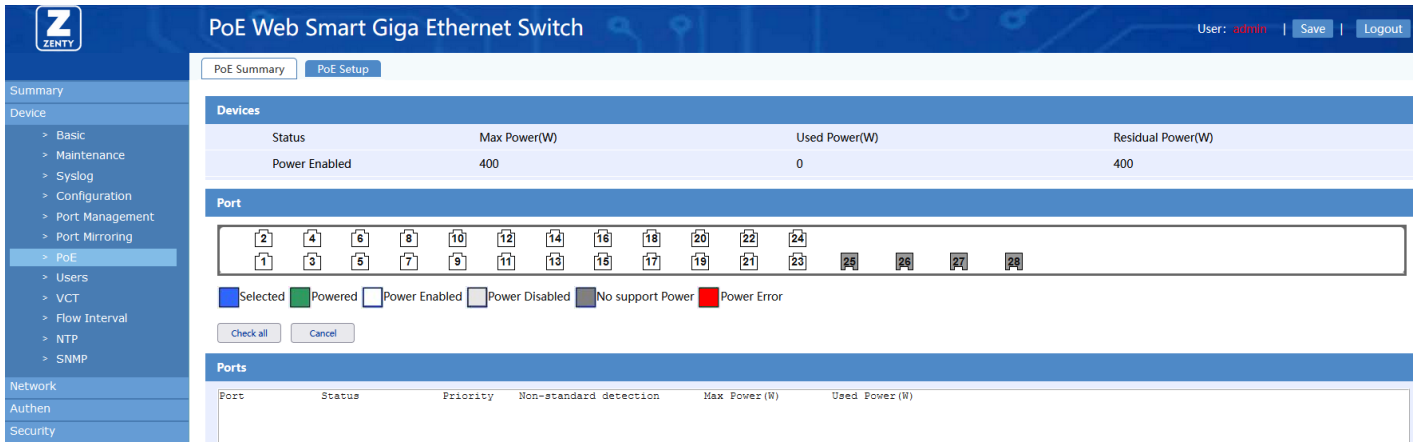 Z
ZENTY
PoE Web Smart Giga Ethernet Switch
User: admin | Save | Logout
PoE Summary PoE Setup
Summary
Device
> Basic
> Maintenance
> Syslog
> Configuration
> Port Management
> Port Mirroring
> PoE
> Users
> VCT
> Flow Interval
> NTP
> SNMP
Network
Authen
Security
Devices
Status Max Power(W) Used Power(W) Residual Power(W)
Power Enabled 400 0 400
Port
2 4 6 8 10 12 14 16 18 20 22 24
1 3 5 7 9 11 13 15 17 19 21 23 25 26 27 28
Selected Powered Power Enabled Power Disabled No support Power Power Error
Check all Cancel
Ports
Port Status Priority Non-standard detection Max Power(W) Used Power(W)